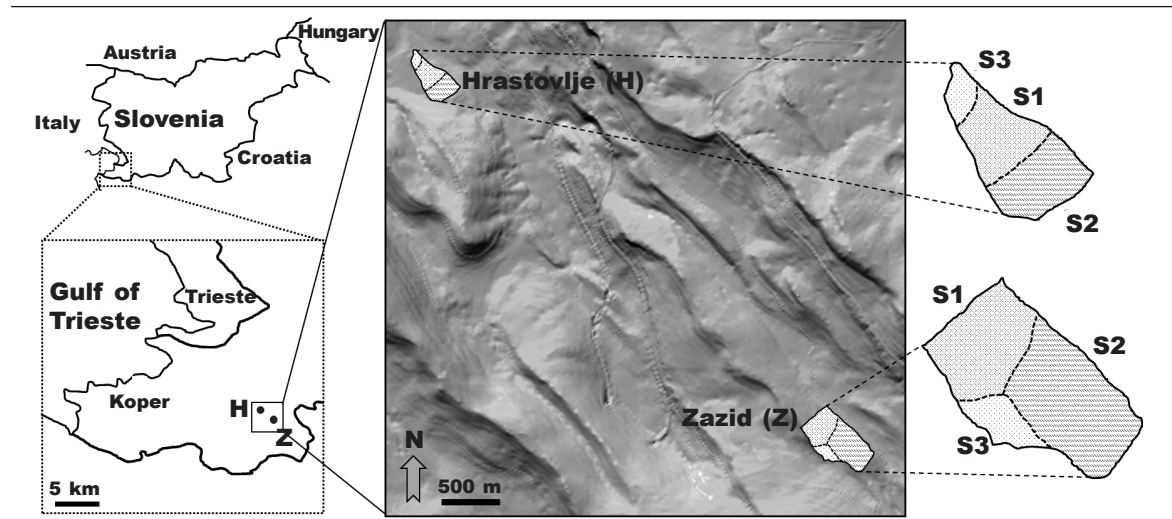 Hungary
Austria
Italy
Slovenia
Croatia
Gulf of
Trieste
Trieste
Koper
H
Z
5 km
Hrastovlje (H)
Zazid (Z)
N
500 m
S3
S1
S2
S1
S2
S3